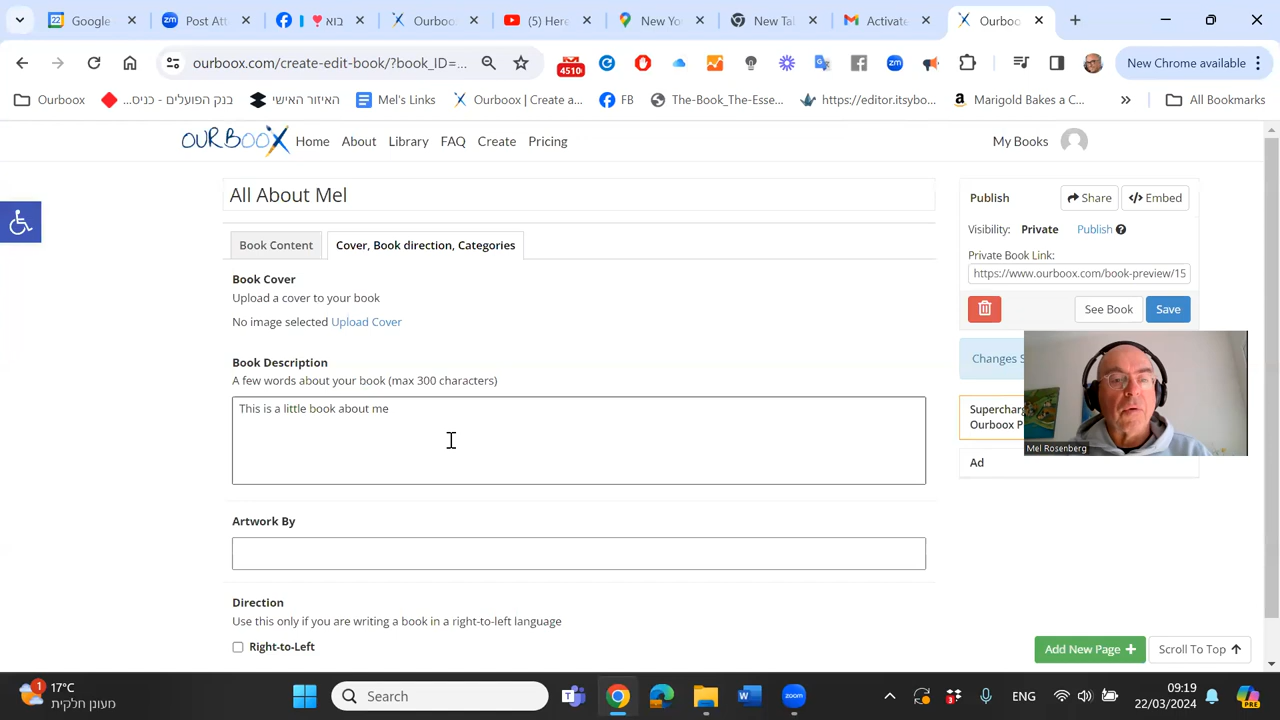 Google
Post Att
בוא
Ourboo
(5) Here
New Yo
New Tal
Activate
Ourboo
ourboox.com/create-edit-book/?book_ID=...
4510
New Chrome available
Ourboox
בנק הפועלים - כניס...
האיזור האישי
Mel's Links
Ourboox | Create a...
FB
The-Book_The-Esse...
https://editor.itsybo...
Marigold Bakes a C...
All Bookmarks
OURBOOX
Home
About
Library
FAQ
Create
Pricing
My Books
All About Mel
Publish
Share
Embed
Visibility: Private Publish
Book Content
Cover, Book direction, Categories
Private Book Link:
https://www.ourboox.com/book-preview/15
Book Cover
Upload a cover to your book
No image selected Upload Cover
See Book
Save
Book Description
A few words about your book (max 300 characters)
This is a little book about me
Changes S
Supercharg
Ourboox P
Mel Rosenberg
Ad
Artwork By
Direction
Use this only if you are writing a book in a right-to-left language
Right-to-Left
Add New Page +
Scroll To Top
1
17°C
מעונן חלקית
Search
3
ENG
09:19
22/03/2024
PRE